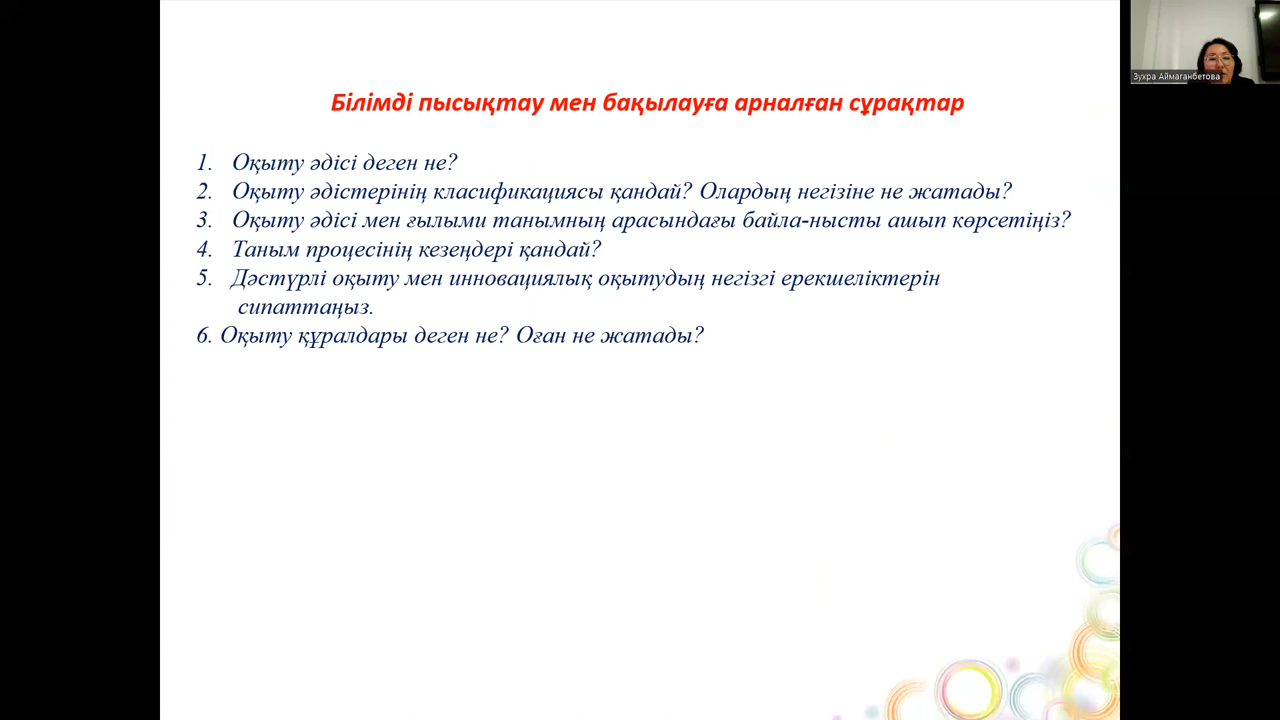 Білімді пысықтау мен бақылауға арналған сұрақтар
1. Оқыту әдісі деген не?
2. Оқыту әдістерінің класификациясы қандай? Олардың негізіне не жатады?
3. Оқыту әдісі мен ғылыми танымның арасындағы байла-нысты ашып көрсетіңіз?
4. Таным процесінің кезеңдері қандай?
5. Дәстүрлі оқыту мен инновациялық оқытудың негізгі ерекшеліктерін
сипаттаңыз.
6. Оқыту құралдары деген не? Оған не жатады?
Зухра Аймаганбетова